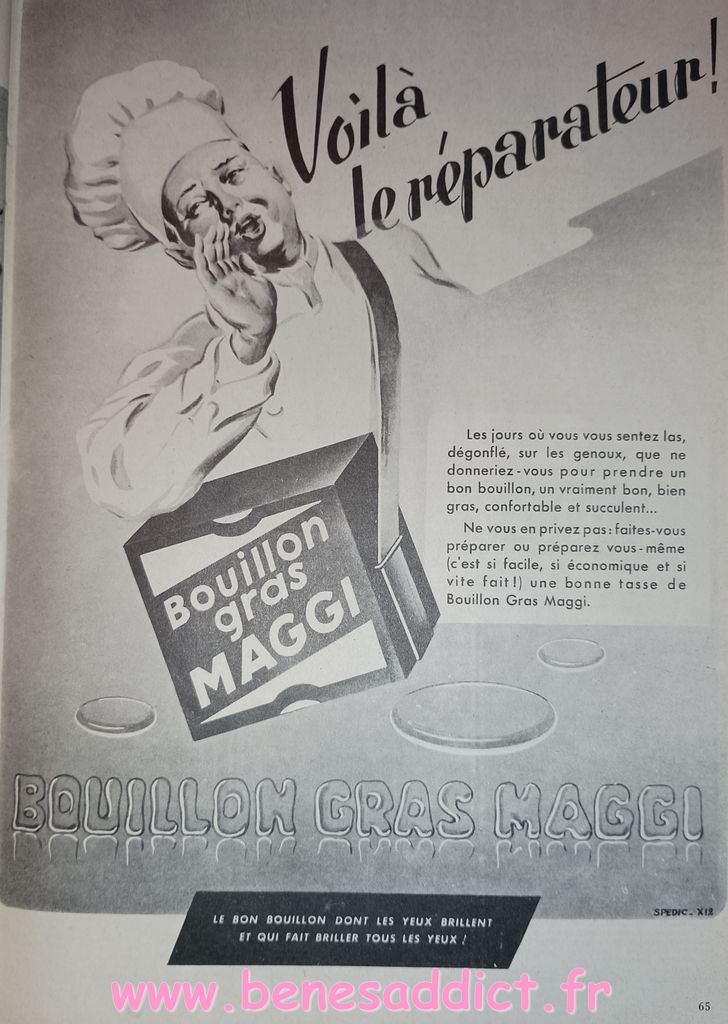 Voilà
le réparateur!
Les jours où vous vous sentez las,
dégonflé, sur les genoux, que ne
donneriez-vous pour prendre un
bon bouillon, un vraiment bon, bien
gras, confortable et succulent...
Ne vous en privez pas: faites-vous
préparer ou préparez vous-même
(c'est si facile, si économique et si
vite fait!) une bonne tasse de
Bouillon Gras Maggi.
Bouillon
gras
MAGGI
BOUILLON GRAS MAGGI
SPEDIC. X12
LE BON BOUILLON DONT LES YEUX BRILLENT
ET QUI FAIT BRILLER TOUS LES YEUX!
www.benesaddict.fr
65